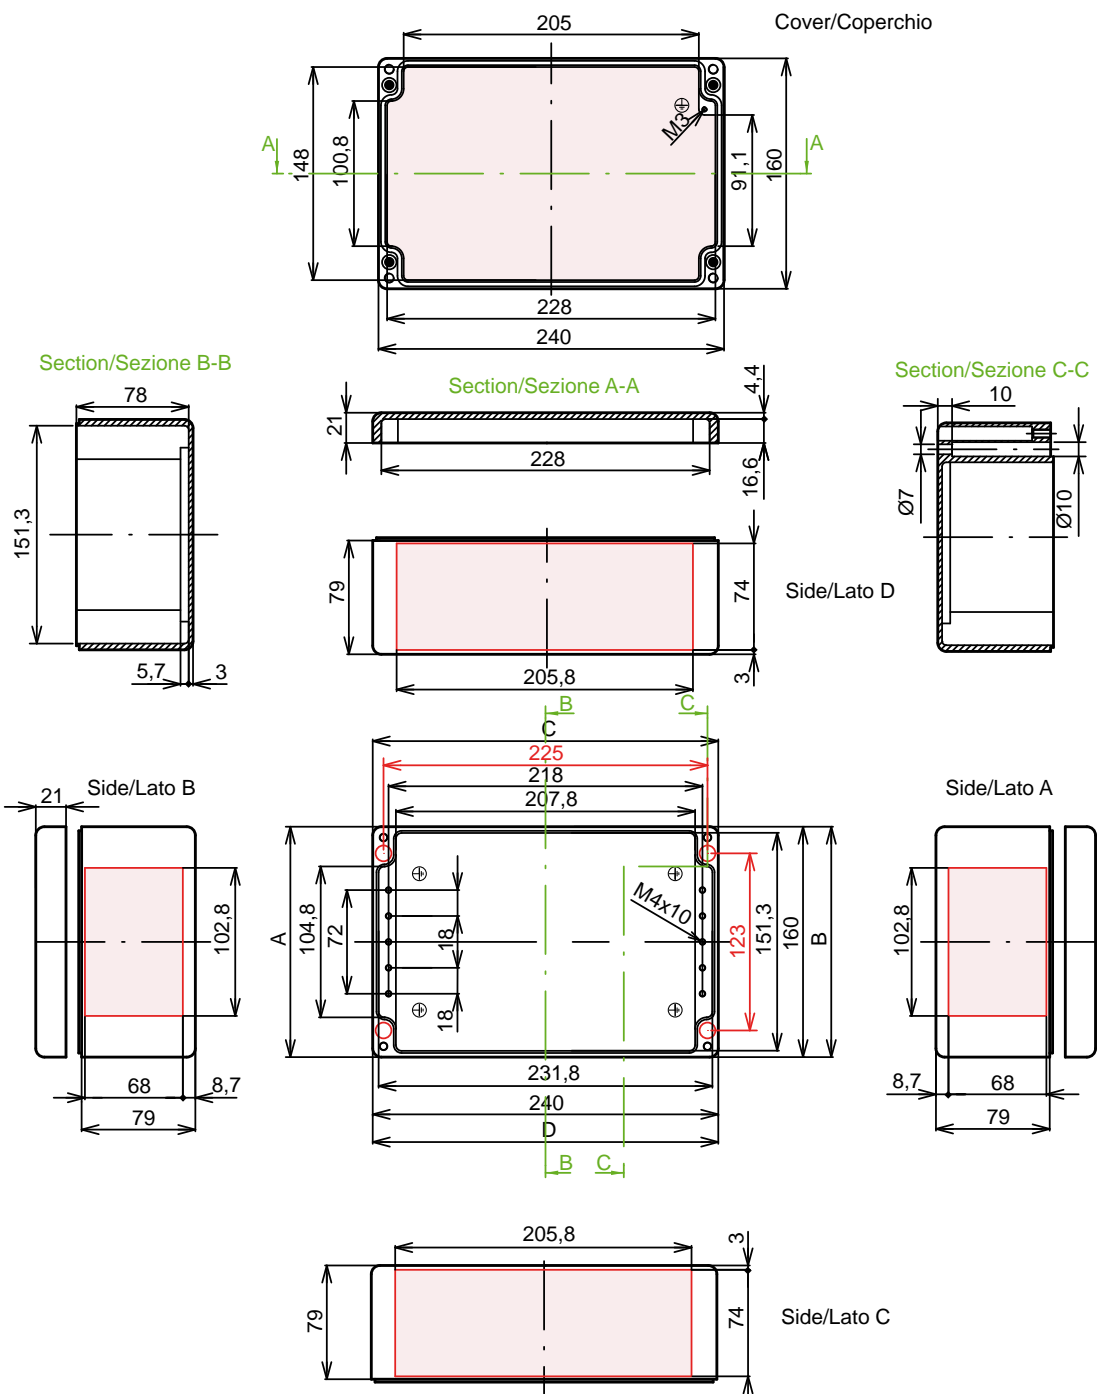 205
Cover/Coperchio
A
148
100,8
M3
91,1
160
A
228
240
Section/Sezione B-B
78
151,3
5,7
3
Section/Sezione A-A
21
4,4
228
16,6
Section/Sezione C-C
10
Ø7
Ø10
79
74
Side/Lato D
205,8
3
B
C
C
225
218
207,8
Side/Lato B
21
102,8
68
8,7
79
A
104,8
72
18
18
M4x10
123
151,3
160
B
231,8
240
D
B
C
Side/Lato A
102,8
8,7
68
79
205,8
3
79
74
Side/Lato C